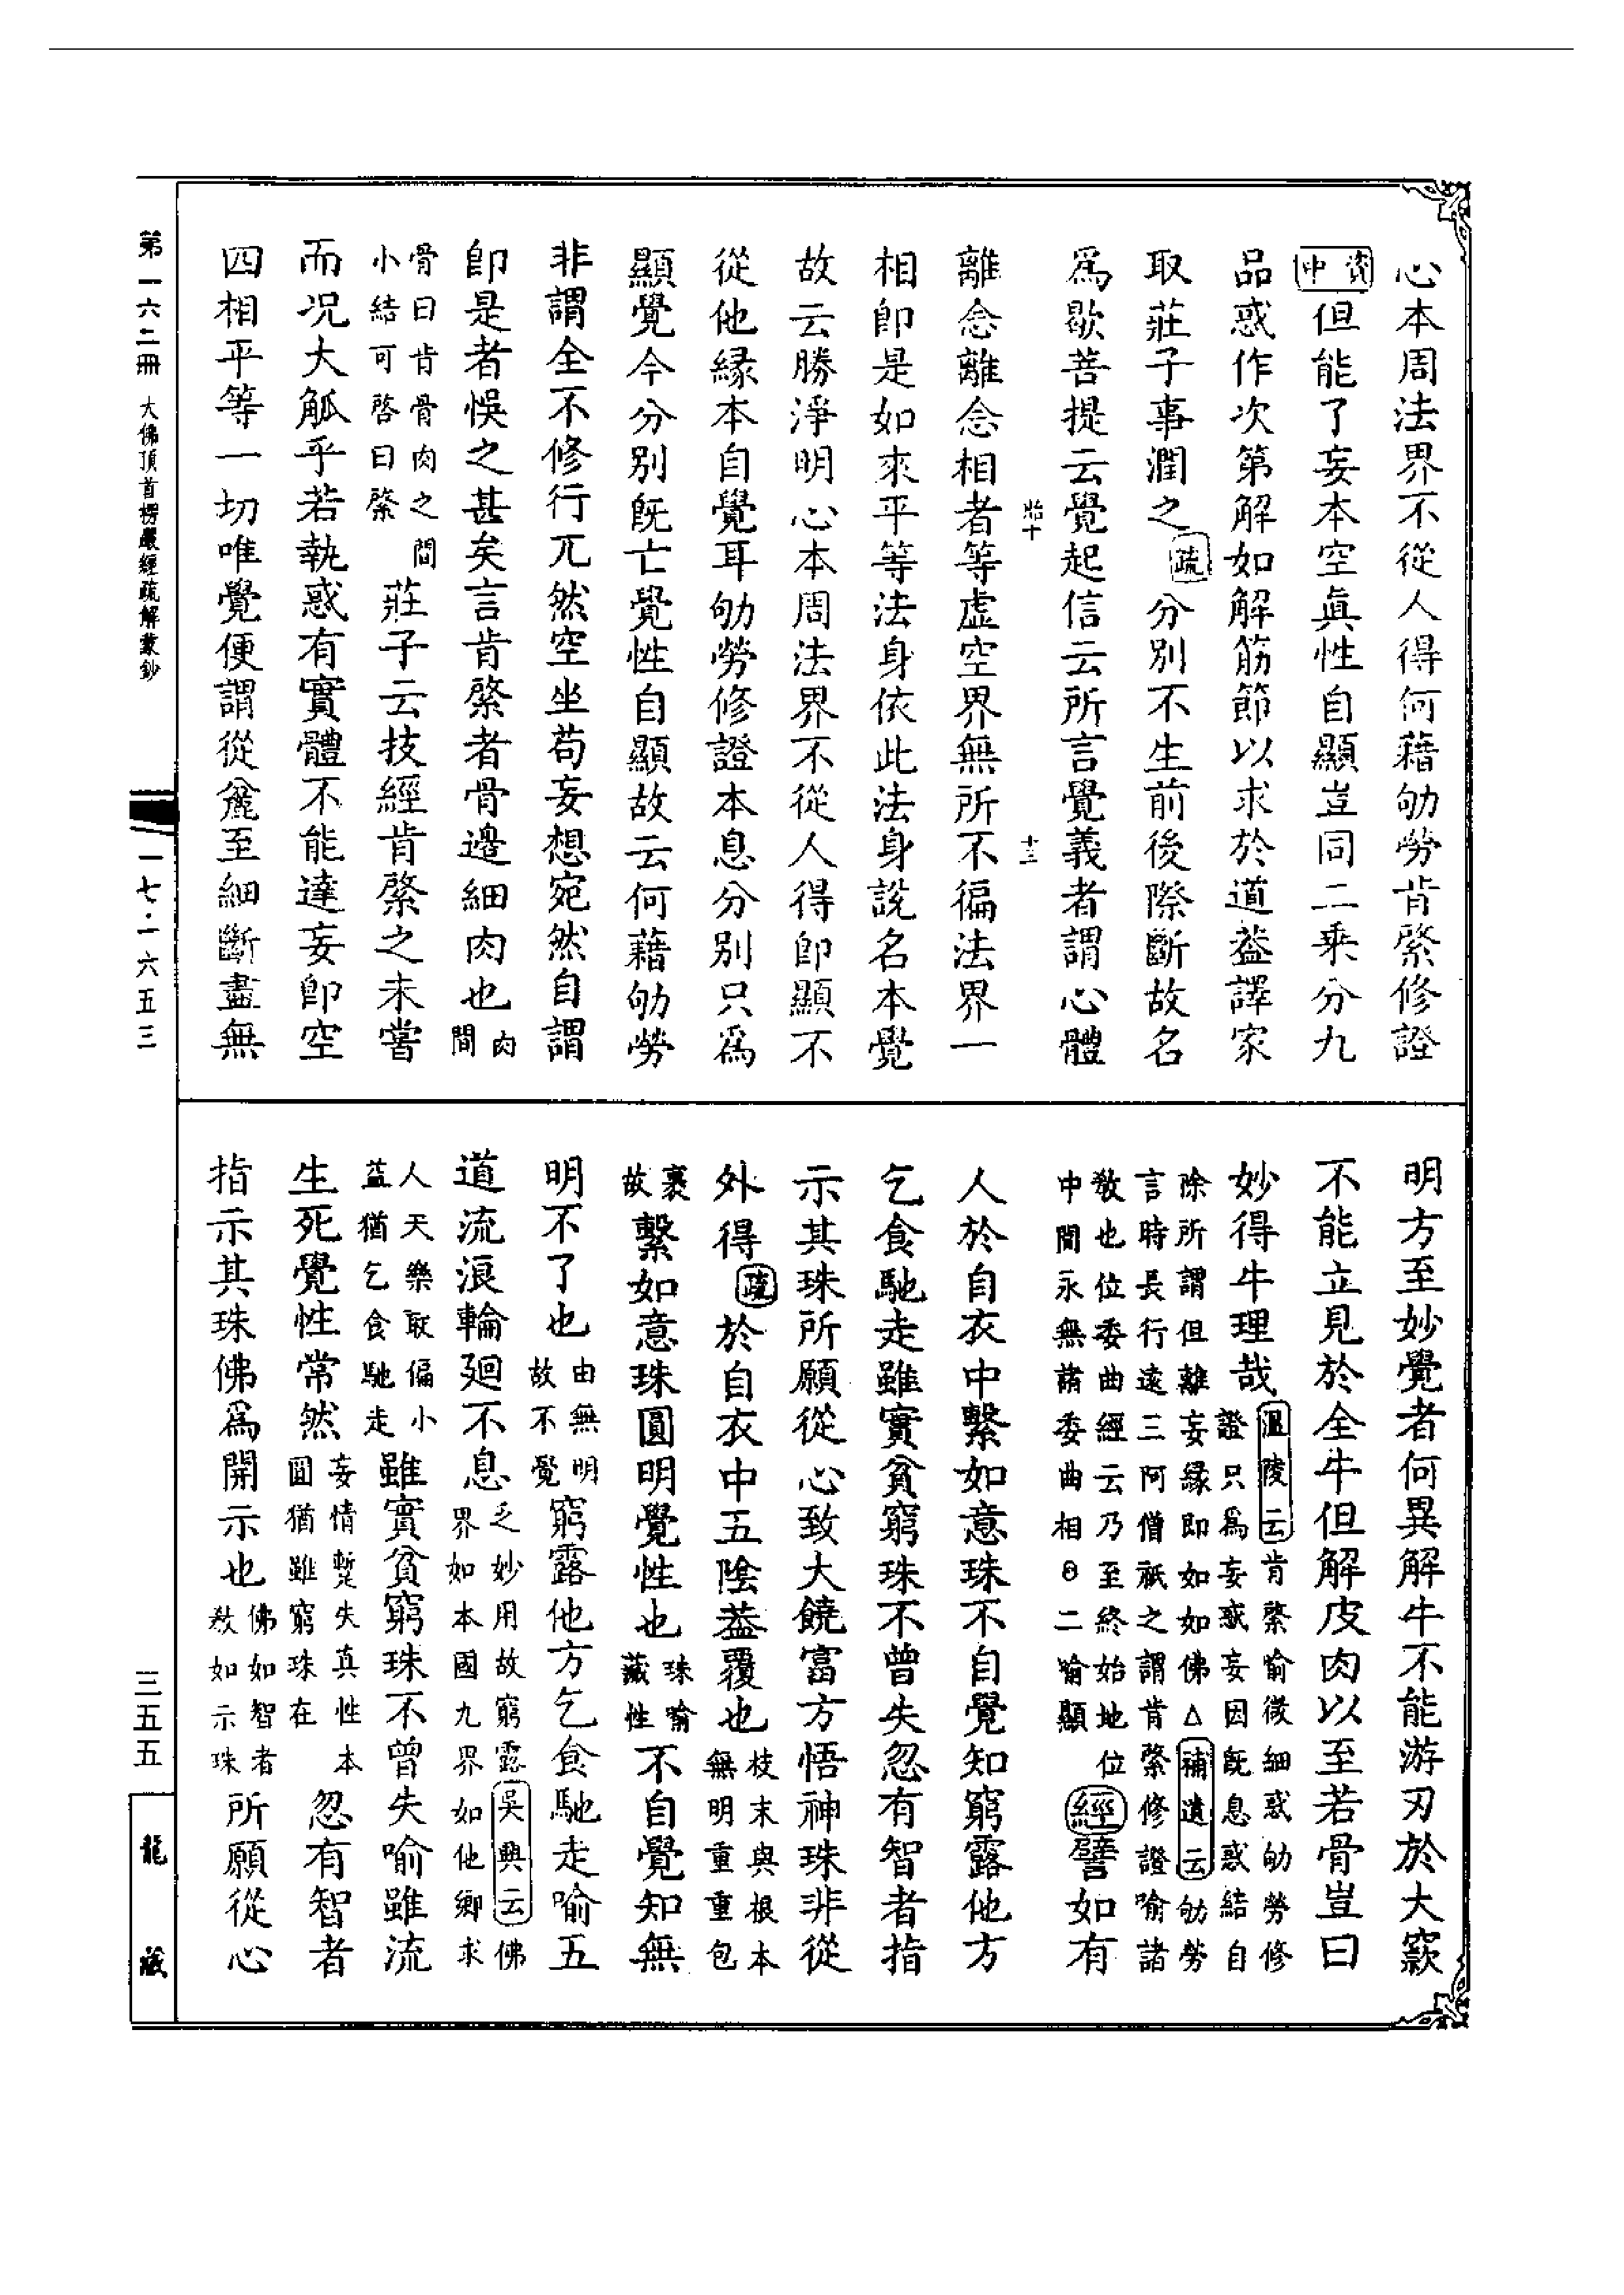 心本周法界不從人得何藉劬勞肯綮修證
資中但能了妄本空眞性自顯豈同二乘分九
品惑作次第解如解筋節以求於道葢譯家
取莊子事潤之疏分別不生前後際斷故名
爲歇菩提云覺起信云所言覺義者謂心體
十三
離念離念相者等虛空界無所不徧法界一
相卽是如來平等法身依此法身說名本覺
故云勝淨明心本周法界不從人得卽顯不
從他緣本自覺耳劬勞修證本息分別只爲
顯覺今分別旣亡覺性自顯故云何藉劬勞
非謂全不修行兀然空坐苟妄想宛然自謂
卽是者悞之甚矣言肯綮者骨邊細肉也肉間
骨曰肯骨肉之間小結可啓曰綮莊子云技經肯綮之未嘗
而况大觚乎若執惑有實體不能達妄卽空
四相平等一切唯覺便謂從麄至細斷盡無
明方至妙覺者何異解牛不能游刃於大窾
不能立見於全牛但解皮肉以至若骨豈曰
妙得牛理哉溫陵云肯綮喻微細惑劬勞修
證只爲妄惑妄因旣息惑結自
除所謂但離妄緣即如如佛△補遺云劬勞
言時長行遠三阿僧祇之謂肯綮修證喻諸
敎也位委曲經云乃至終始地位
中間永無諸委曲相⊖二喻顯經譬如有
人於自衣中繫如意珠不自覺知窮露他方
乞食馳走雖實貧窮珠不曾失忽有智者指
示其珠所願從心致大饒富方悟神珠非從
外得疏於自衣中五陰葢覆也枝末與根本無明重重包
裹故繫如意珠圓明覺性也珠喻藏性不自覺知無
明不了也由無明故不覺窮露他方乞食馳走喻五
道流浪輪廻不息乏妙用故窮露吳興云佛界如本國九界如他鄉求
人天樂取偏小葢猶乞食馳走雖實貧窮珠不曾失喻雖流
生死覺性常然妄情暫失真性本圓猶雖窮珠在忽有智者
指示其珠佛爲開示也佛如智者敎如示珠所願從心
第一六二冊 大佛頂首楞嚴經疏解蒙鈔
一七·一六五三
三五五
龍藏